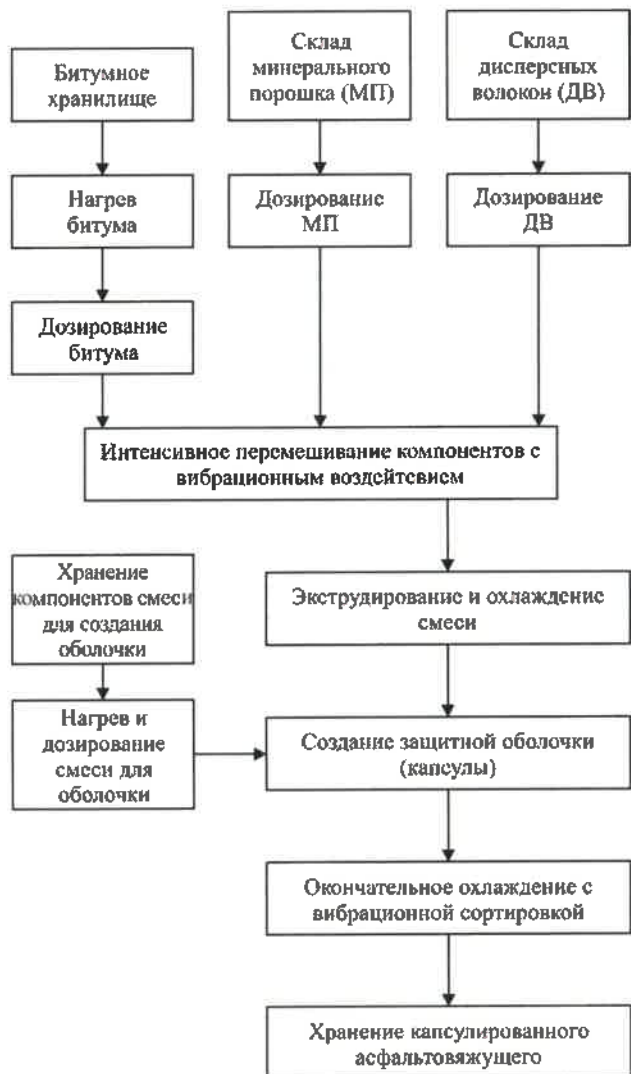 Битумное
хранилище
Склад
минерального
порошка (МП)
Склад
дисперсных
волокон (ДВ)
Нагрев
битума
Дозирование
МП
Дозирование
ДВ
Дозирование
битума
Интенсивное перемешивание компонентов с
вибрационным воздейтсвием
Хранение
компонентов смеси
для создания
оболочки
Экструдирование и охлаждение
смеси
Нагрев и
дозирование
смеси для
оболочки
Создание защитной оболочки
(капсулы)
Окончательное охлаждение с
вибрационной сортировкой
Хранение капсулированного
асфальтовяжущего